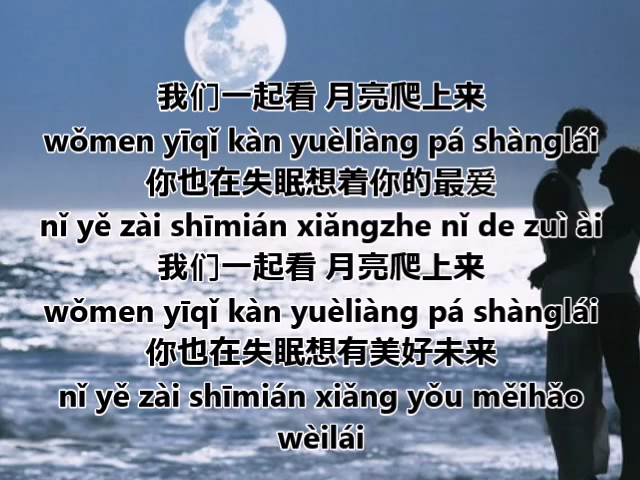 我们一起看 月亮爬上来
wǒmen yīqǐ kàn yuèliàng pá shànglái
你也在失眠想着你的最爱
nǐ yě zài shīmián xiǎngzhe nǐ de zuì ài
我们一起看 月亮爬上来
wǒmen yīqǐ kàn yuèliàng pá shànglái
你也在失眠想有美好未来
nǐ yě zài shīmián xiǎng yǒu měihǎo
wèilái